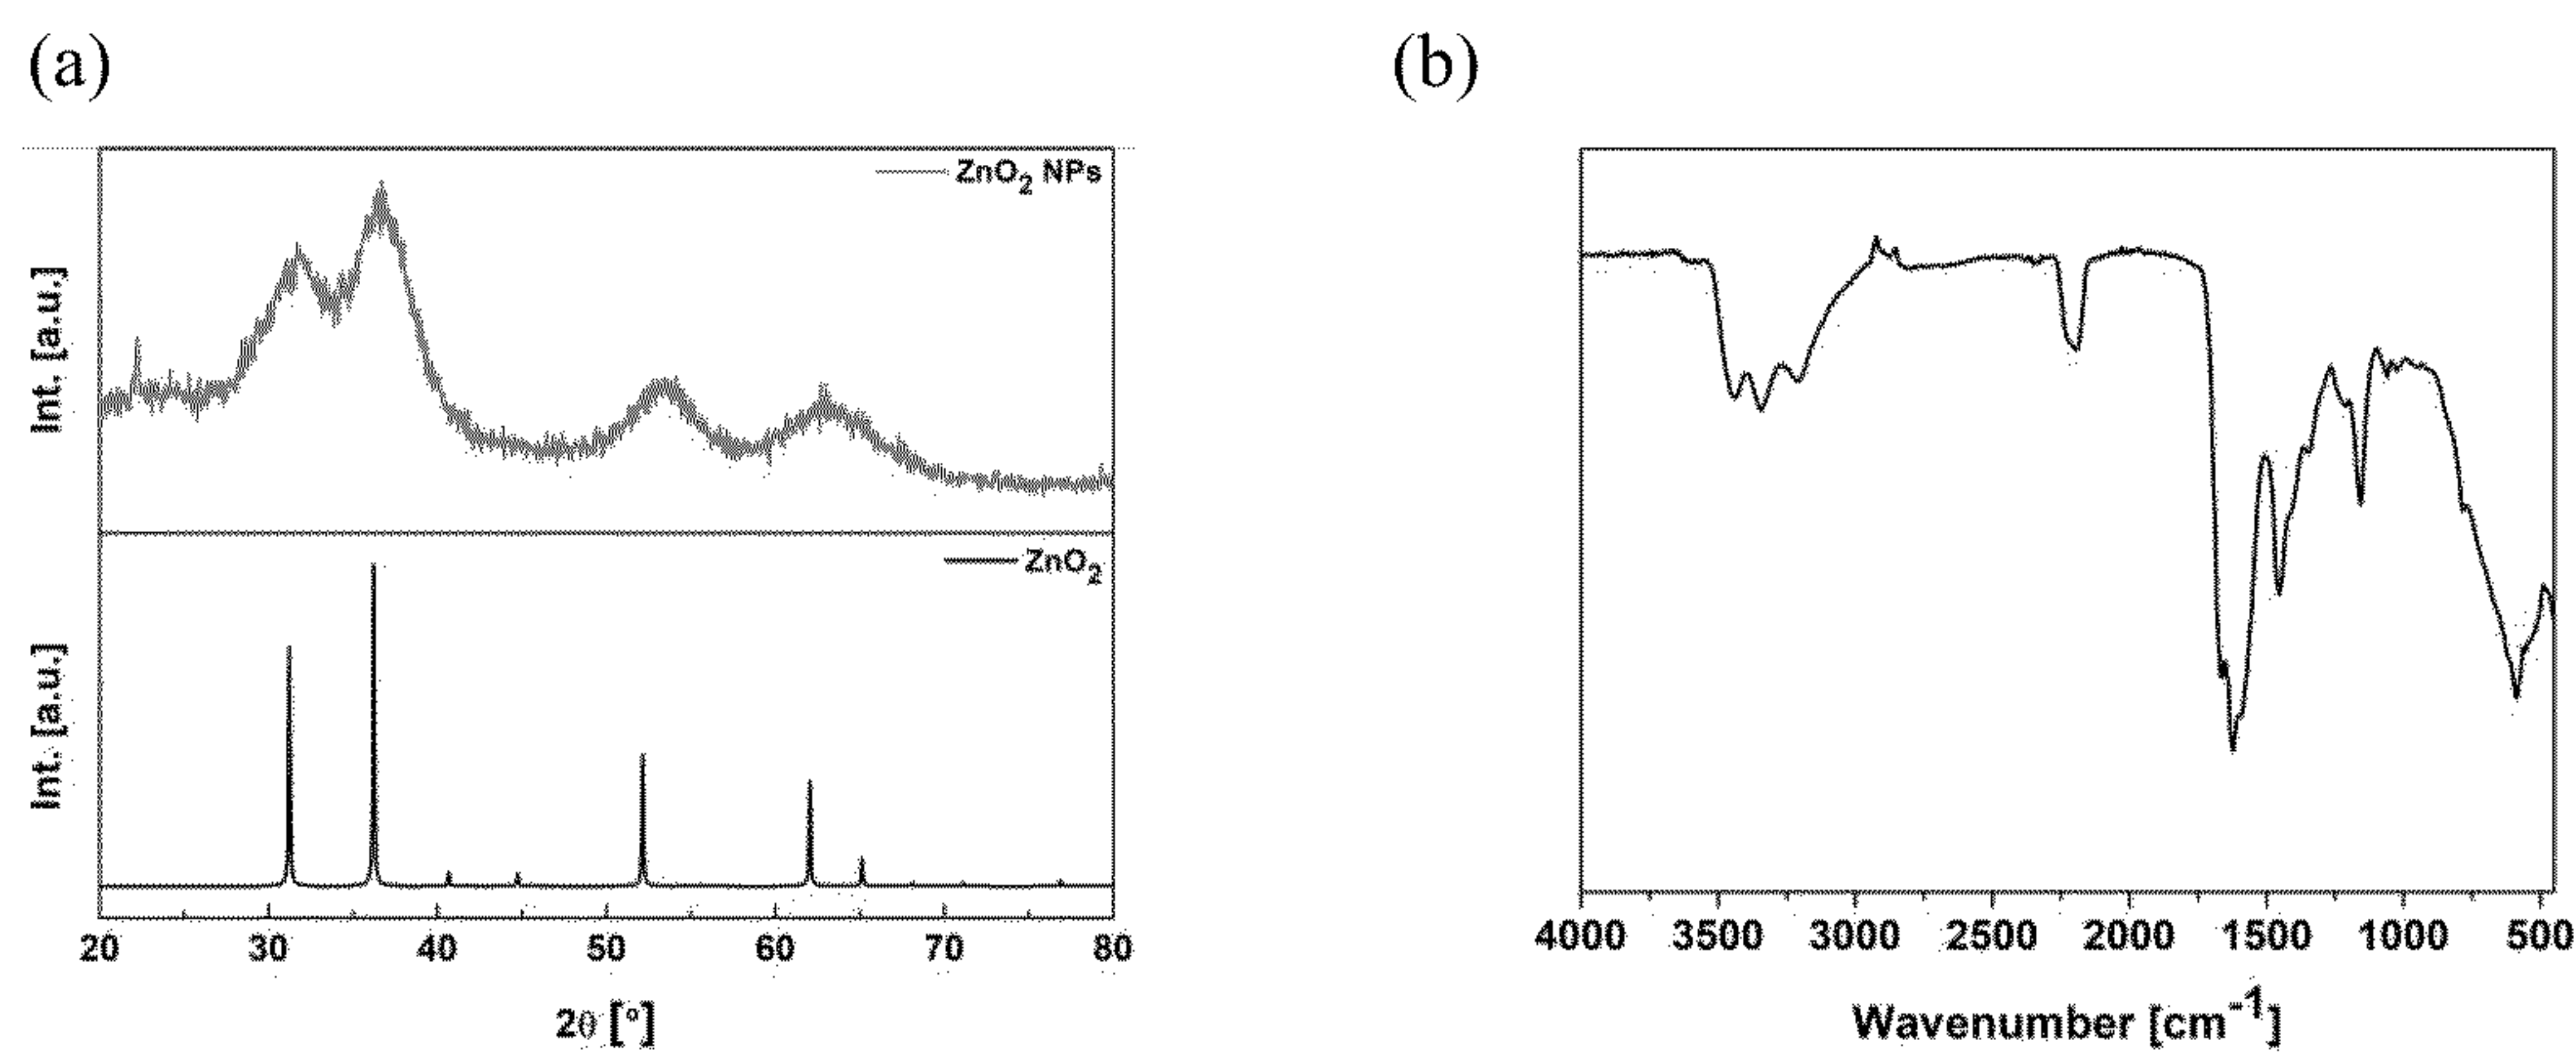 (a)
(b)
ZnO₂ NPs
Int. [a.u.]
ZnO₂
Int. [a.u.]
20 30 40 50 60 70 80
2θ [°]
4000 3500 3000 2500 2000 1500 1000 500
Wavenumber [cm⁻¹]